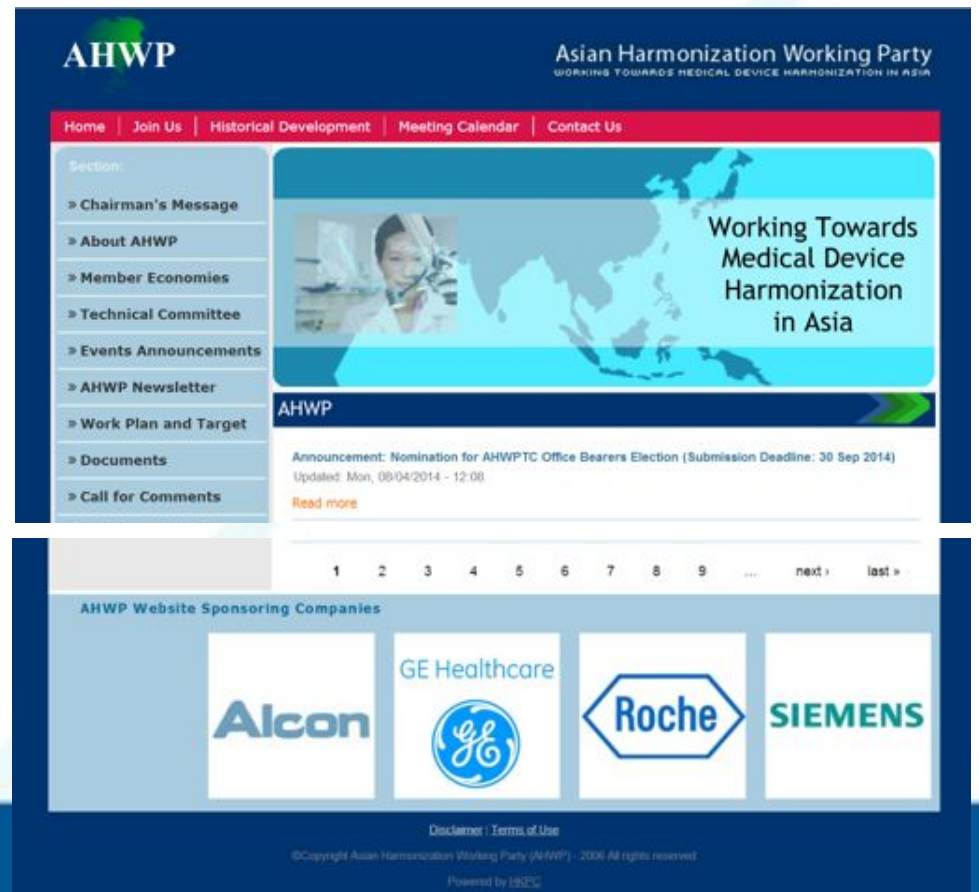 AHWP
Asian Harmonization Working Party
WORKING TOWARDS MEDICAL DEVICE HARMONIZATION IN ASIA
Home | Join Us | Historical Development | Meeting Calendar | Contact Us
Section:
» Chairman's Message
» About AHWP
» Member Economies
» Technical Committee
» Events Announcements
» AHWP Newsletter
» Work Plan and Target
» Documents
» Call for Comments
Working Towards
Medical Device
Harmonization
in Asia
AHWP
Announcement: Nomination for AHWPTC Office Bearers Election (Submission Deadline: 30 Sep 2014)
Updated: Mon, 08/04/2014 - 12:08
Read more
1 2 3 4 5 6 7 8 9 ... next › last »
AHWP Website Sponsoring Companies
Alcon
GE Healthcare
GE
Roche
SIEMENS
Disclaimer | Terms of Use
©Copyright Asian Harmonization Working Party (AHWP) - 2006 All rights reserved.
Powered by HKPC